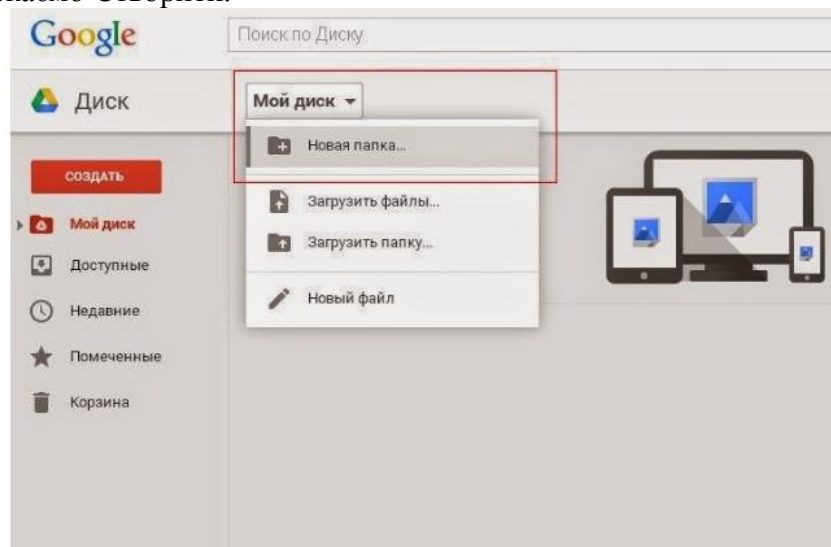 Створити.
Google
Поиск по Диску
Диск
Мой диск
Новая папка...
СОЗДАТЬ
Загрузить файлы...
Мой диск
Загрузить папку...
Доступные
Новый файл
Недавние
Помеченные
Корзина